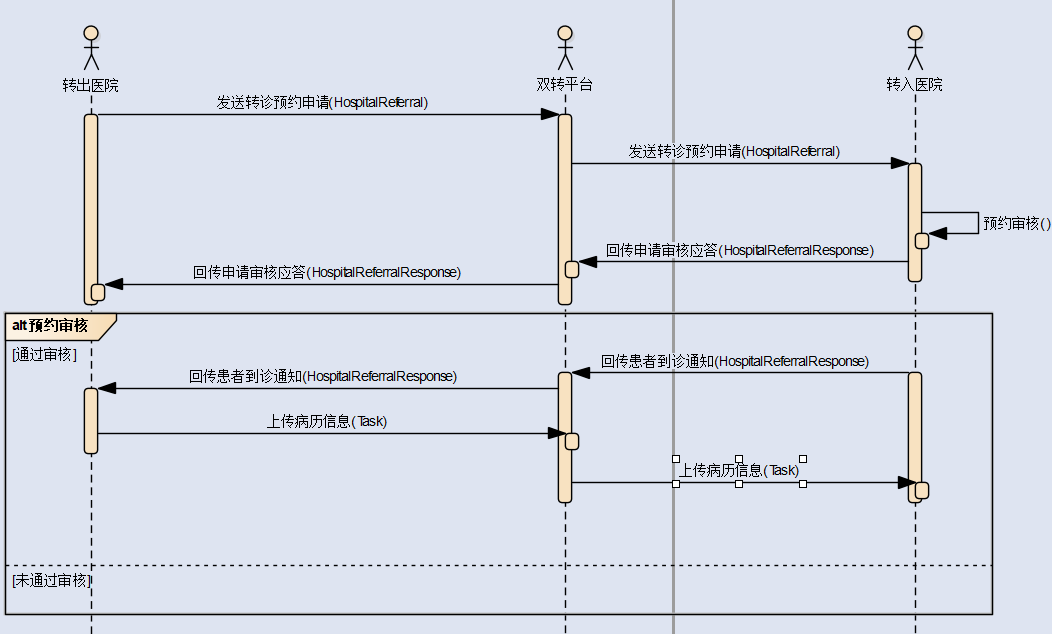 转出医院
双转平台
转入医院
发送转诊预约申请(HospitalReferral)
发送转诊预约申请(HospitalReferral)
预约审核()
回传申请审核应答(HospitalReferralResponse)
回传申请审核应答(HospitalReferralResponse)
alt 预约审核
[通过审核]
回传患者到诊通知(HospitalReferralResponse)
回传患者到诊通知(HospitalReferralResponse)
上传病历信息(Task)
上传病历信息(Task)
[未通过审核]